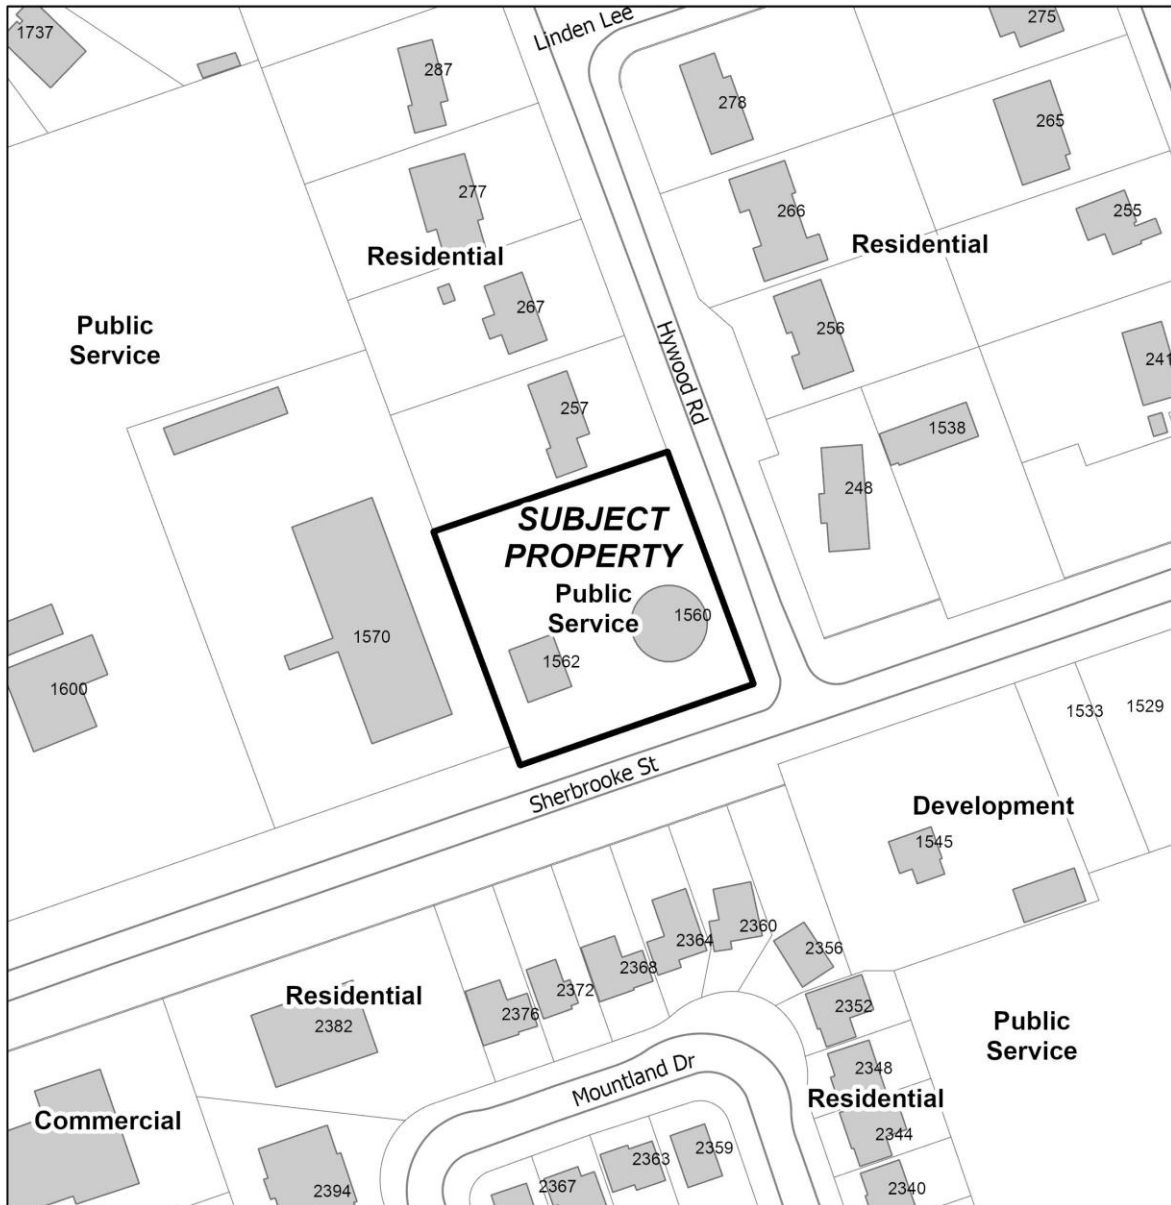 1737
Linden Lee
275
287
278
265
277
266
255
Residential
Residential
267
Public
Service
256
Hywood Rd
241
257
1538
248
SUBJECT
PROPERTY
Public
Service
1560
1570
1562
1600
1533
1529
Sherbrooke St
Development
1545
2360
2364
2356
2368
2372
2376
2352
Residential
2382
Public
Service
2348
Mountland Dr
Residential
Commercial
2344
2359
2363
2367
2394
2340